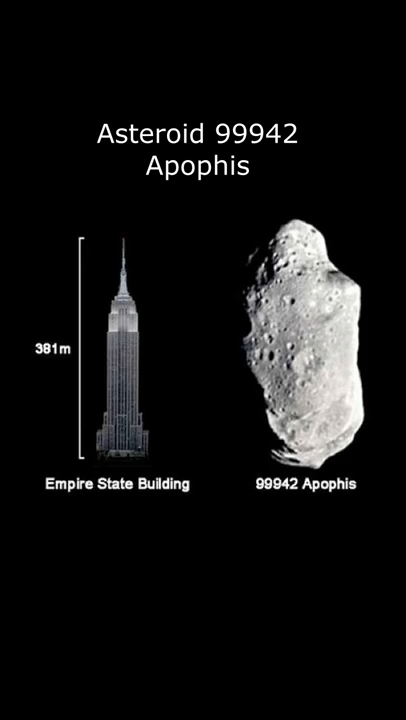 Asteroid 99942
Apophis
381m
Empire State Building
99942 Apophis